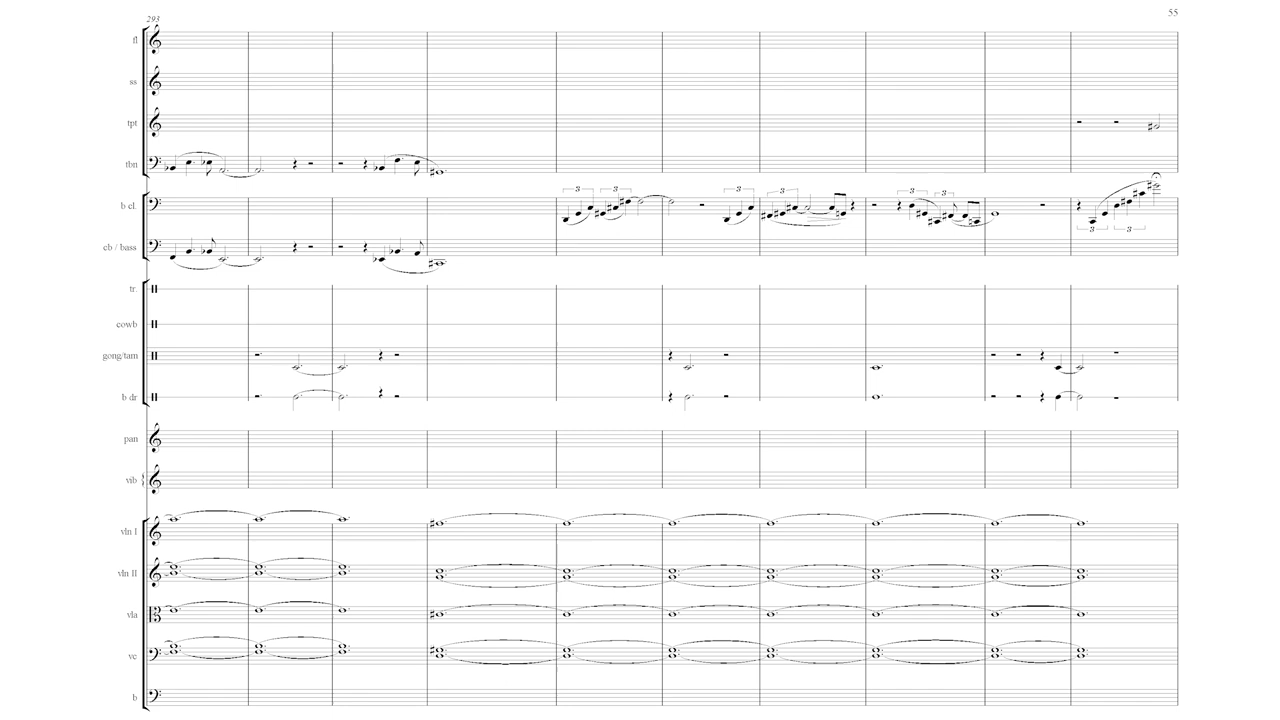 55
293
fl
ss
tpt
tbn
b cl.
3 3 3 3 3 3 3 3
cb / bass
tr.
cowb
gong/tam
b dr
pan
vib
vln I
vln II
vla
vc
b